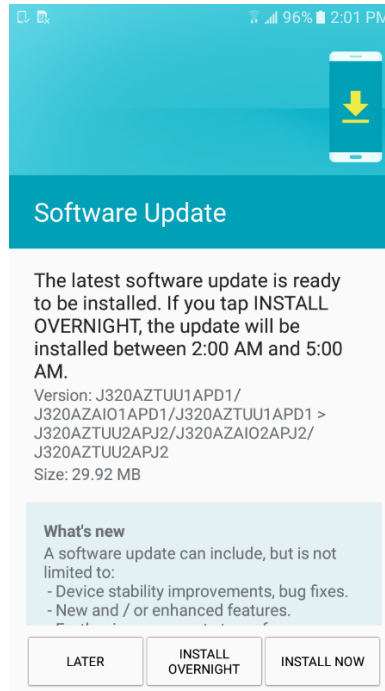 96% 2:01 PM
Software Update
The latest software update is ready
to be installed. If you tap INSTALL
OVERNIGHT, the update will be
installed between 2:00 AM and 5:00
AM.
Version: J320AZTUU1APD1/
J320AZAIO1APD1/J320AZTUU1APD1 >
J320AZTUU2APJ2/J320AZAIO2APJ2/
J320AZTUU2APJ2
Size: 29.92 MB
What's new
A software update can include, but is not
limited to:
- Device stability improvements, bug fixes.
- New and / or enhanced features.
LATER
INSTALL
OVERNIGHT
INSTALL NOW